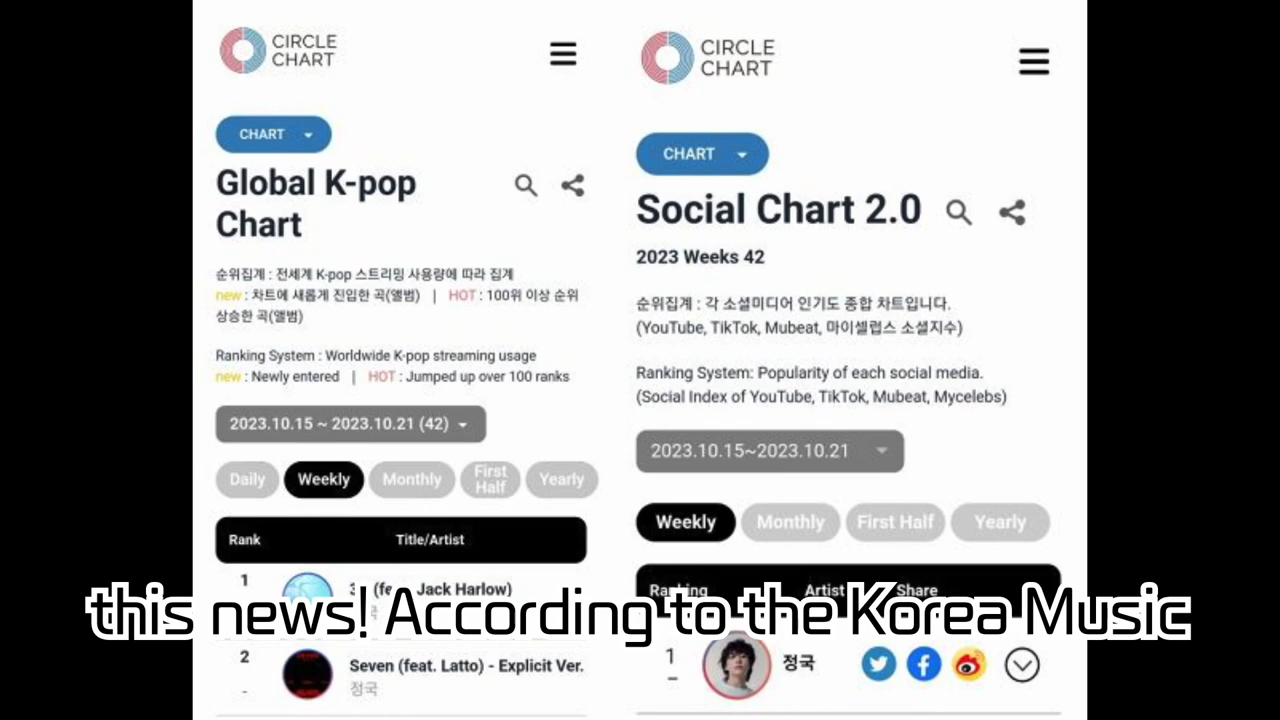 CIRCLE
CHART
CHART
Global K-pop
Chart
순위집계 : 전세계 K-pop 스트리밍 사용량에 따라 집계
new : 차트에 새롭게 진입한 곡(앨범) | HOT : 100위 이상 순위
상승한 곡(앨범)
Ranking System : Worldwide K-pop streaming usage
new : Newly entered | HOT : Jumped up over 100 ranks
2023.10.15 ~ 2023.10.21 (42)
Daily Weekly Monthly First Half Yearly
Rank Title/Artist
1 Jack Harlow)
2 Seven (feat. Latto) - Explicit Ver.
- 정국
CIRCLE
CHART
CHART
Social Chart 2.0
2023 Weeks 42
순위집계 : 각 소셜미디어 인기도 종합 차트입니다.
(YouTube, TikTok, Mubeat, 마이셀럽스 소셜지수)
Ranking System: Popularity of each social media.
(Social Index of YouTube, TikTok, Mubeat, Mycelebs)
2023.10.15~2023.10.21
Weekly Monthly First Half Yearly
Ranking Artist Share
1 정국
this news! According to the Korea Music